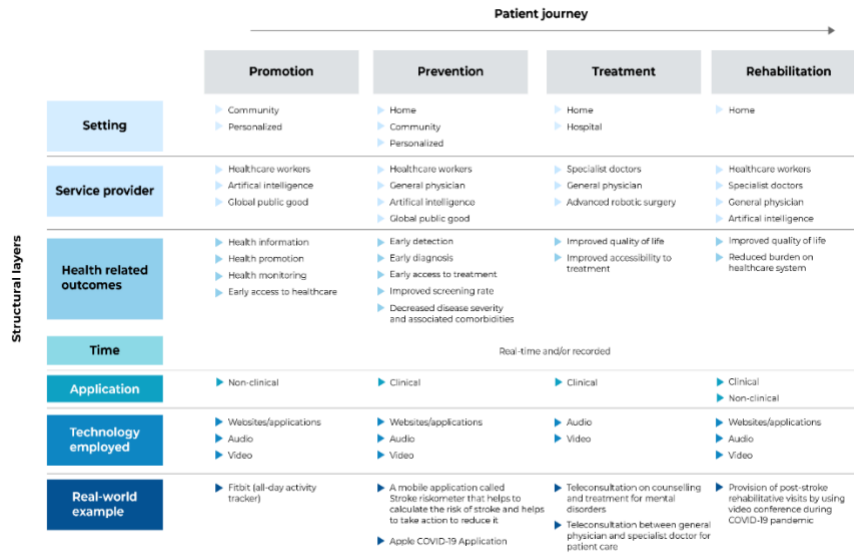 Patient journey
Promotion
Prevention
Treatment
Rehabilitation
Structural layers
Setting
Community
Personalized
Home
Community
Personalized
Home
Hospital
Home
Service provider
Healthcare workers
Artifical intelligence
Global public good
Healthcare workers
General physician
Artificial intelligence
Global public good
Specialist doctors
General physician
Advanced robotic surgery
Healthcare workers
Specialist doctors
General physician
Artificial intelligence
Health related
outcomes
Health information
Health promotion
Health monitoring
Early access to healthcare
Early detection
Early diagnosis
Early access to treatment
Improved screening rate
Decreased disease severity
and associated comorbidities
Improved quality of life
Improved accessibility to
treatment
Improved quality of life
Reduced burden on
healthcare system
Time
Real-time and/or recorded
Application
Non-clinical
Clinical
Clinical
Clinical
Non-clinical
Technology
employed
Websites/applications
Audio
Video
Websites/applications
Audio
Video
Audio
Video
Websites/applications
Audio
Video
Real-world
example
Fitbit (all-day activity
tracker)
A mobile application called
Stroke riskometer that helps to
calculate the risk of stroke and helps
to take action to reduce it
Apple COVID-19 Application
Teleconsultation on counselling
and treatment for mental
disorders
Teleconsultation between general
physician and specialist doctor for
patient care
Provision of post-stroke
rehabilitative visits by using
video conference during
COVID-19 pandemic